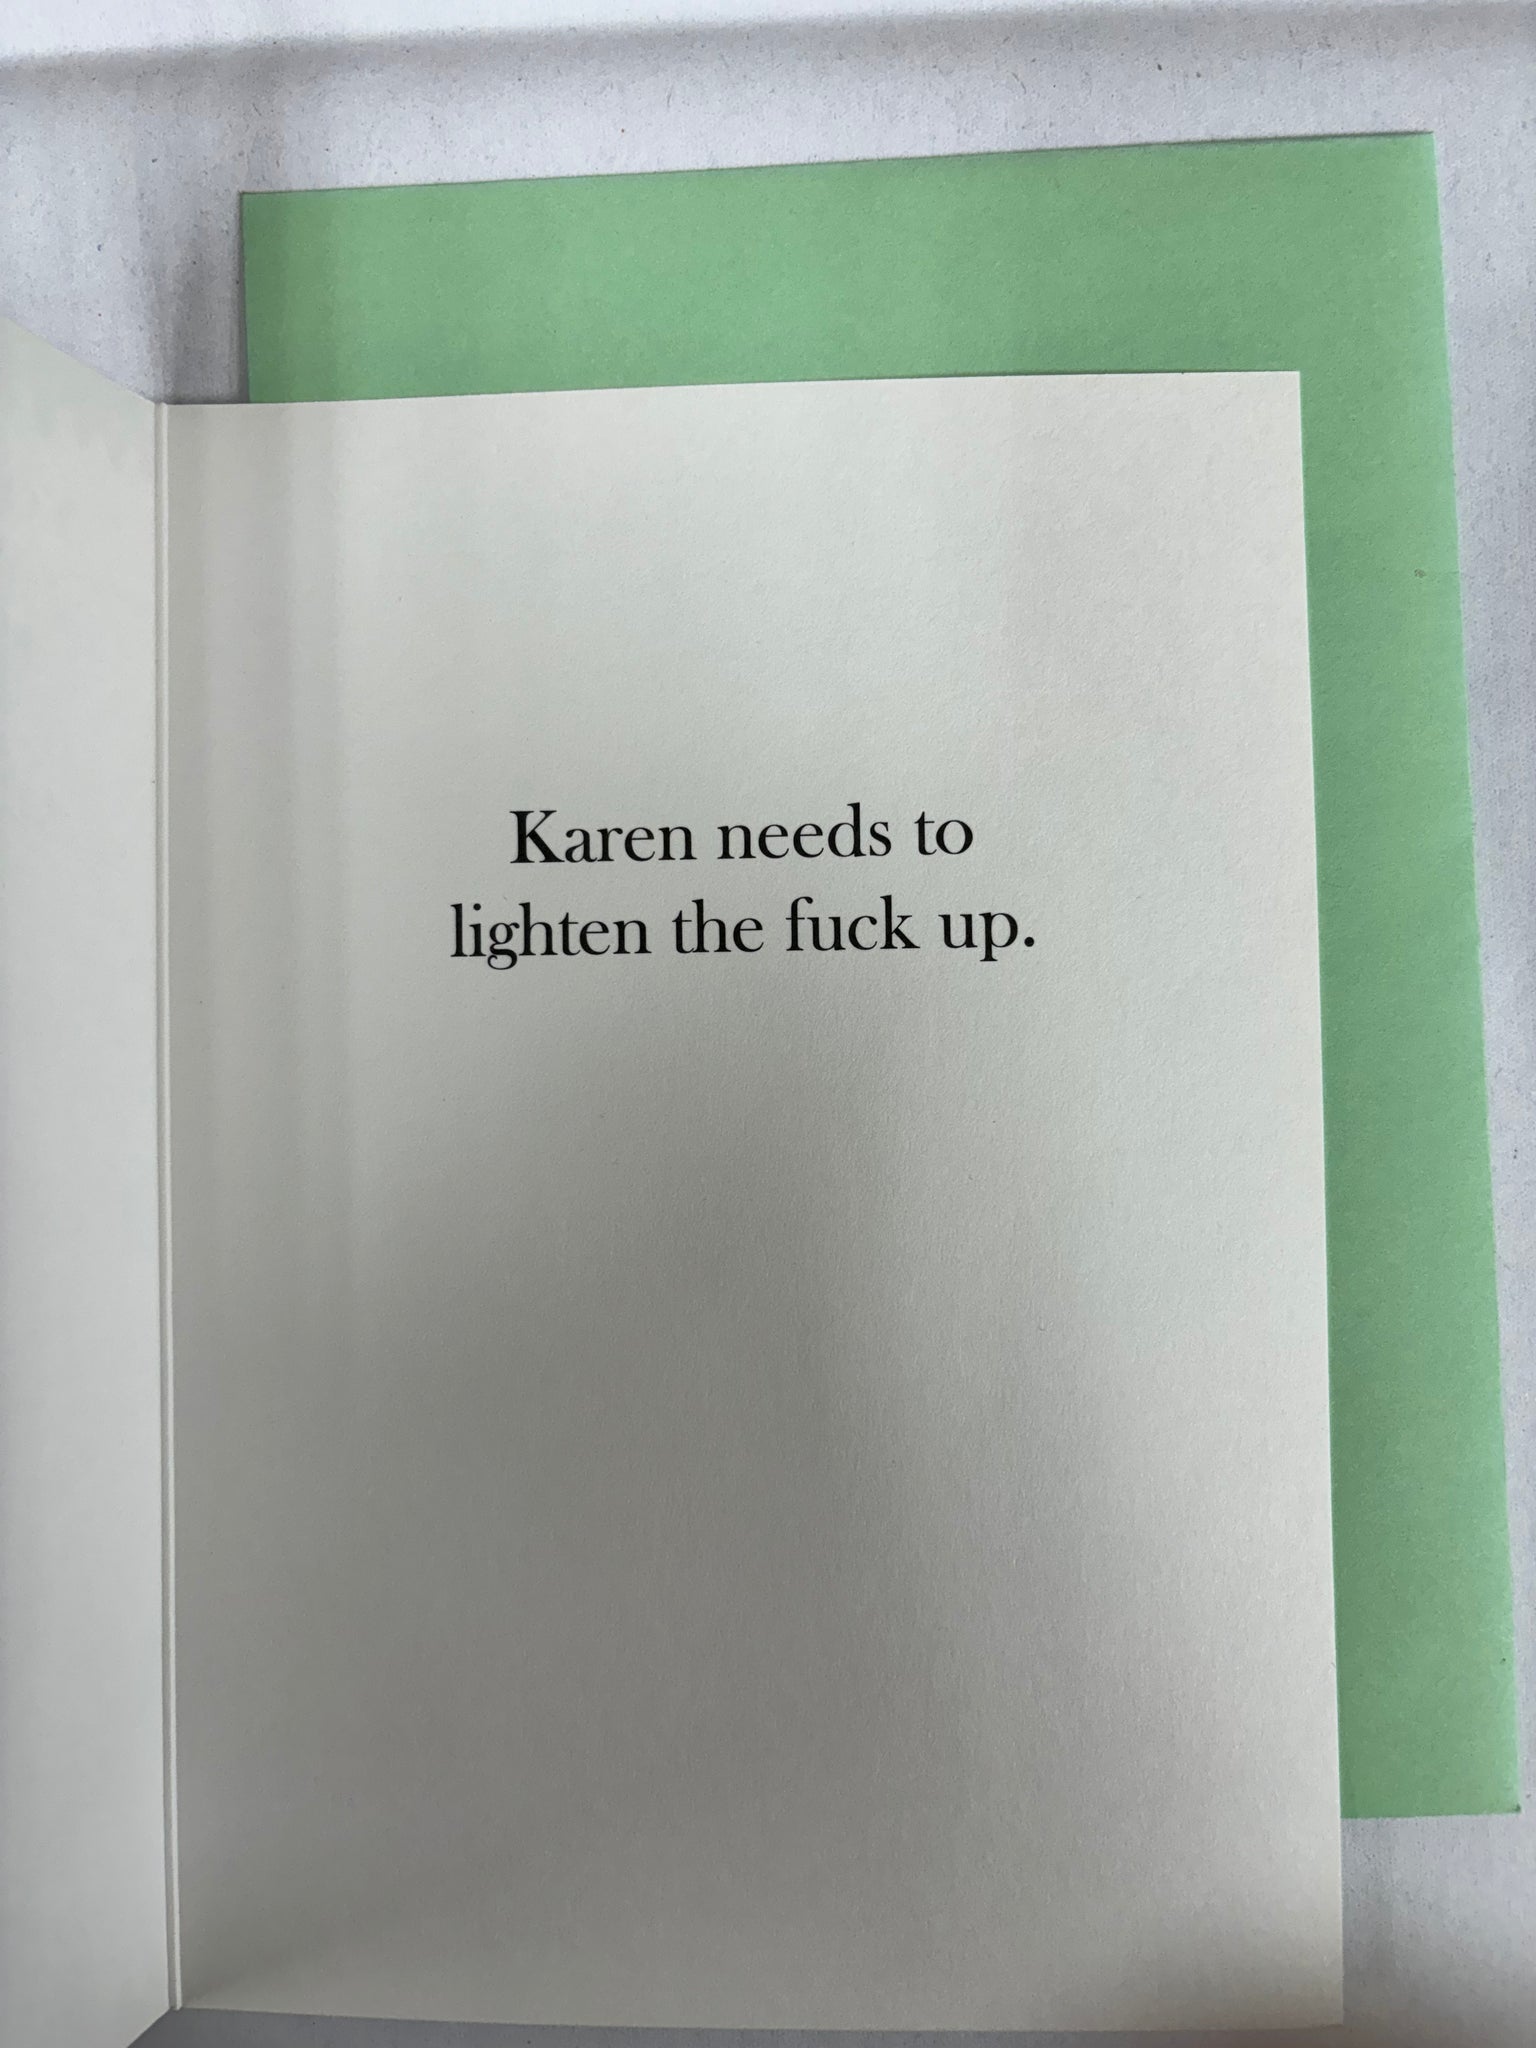 Karen needs to
lighten the fuck up.